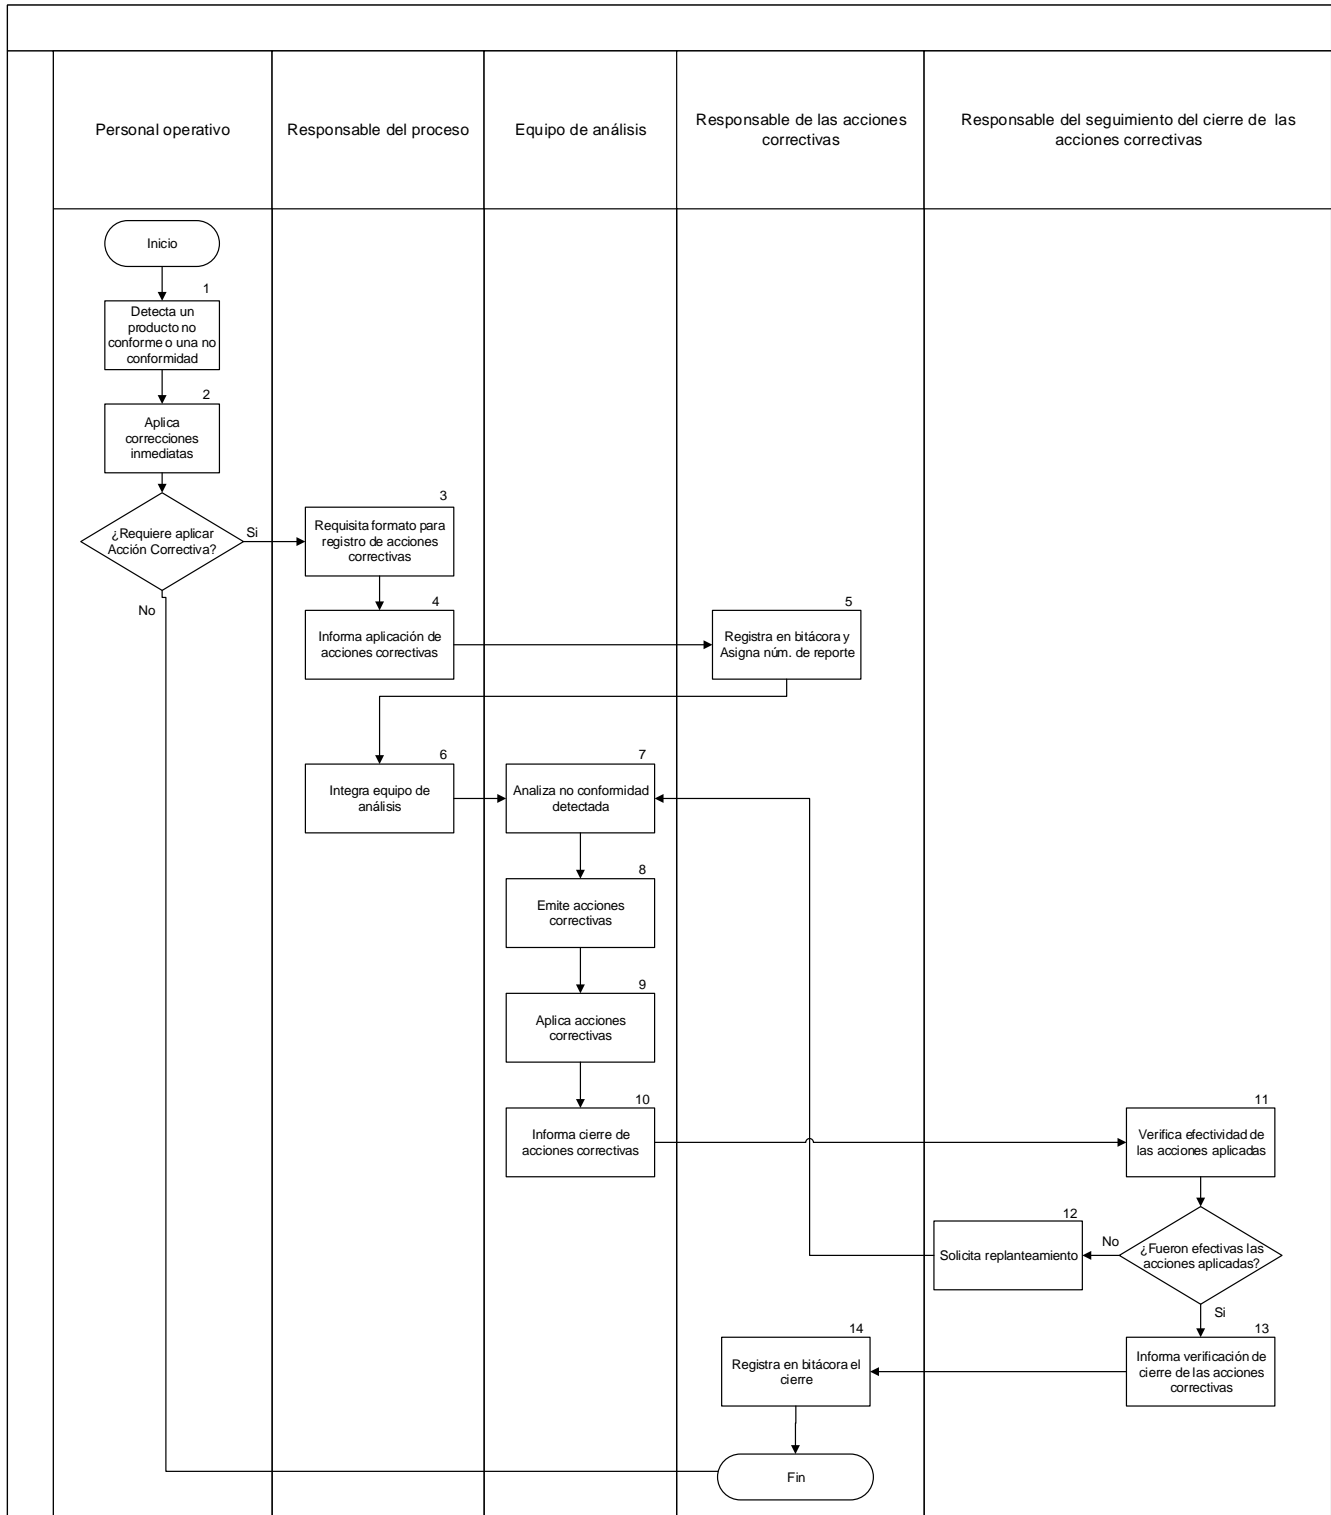 Personal operativo
Responsable del proceso
Equipo de análisis
Responsable de las acciones
correctivas
Responsable del seguimiento del cierre de las
acciones correctivas
Inicio
1
Detecta un
producto no
conforme o una no
conformidad
2
Aplica
correcciones
inmediatas
¿Requiere aplicar
Acción Correctiva?
Si
No
3
Requisita formato para
registro de acciones
correctivas
4
Informa aplicación de
acciones correctivas
5
Registra en bitácora y
Asigna núm. de reporte
6
Integra equipo de
análisis
7
Analiza no conformidad
detectada
8
Emite acciones
correctivas
9
Aplica acciones
correctivas
10
Informa cierre de
acciones correctivas
11
Verifica efectividad de
las acciones aplicadas
¿Fueron efectivas las
acciones aplicadas?
No
12
Solicita replanteamiento
Si
13
Informa verificación de
cierre de las acciones
correctivas
14
Registra en bitácora el
cierre
Fin